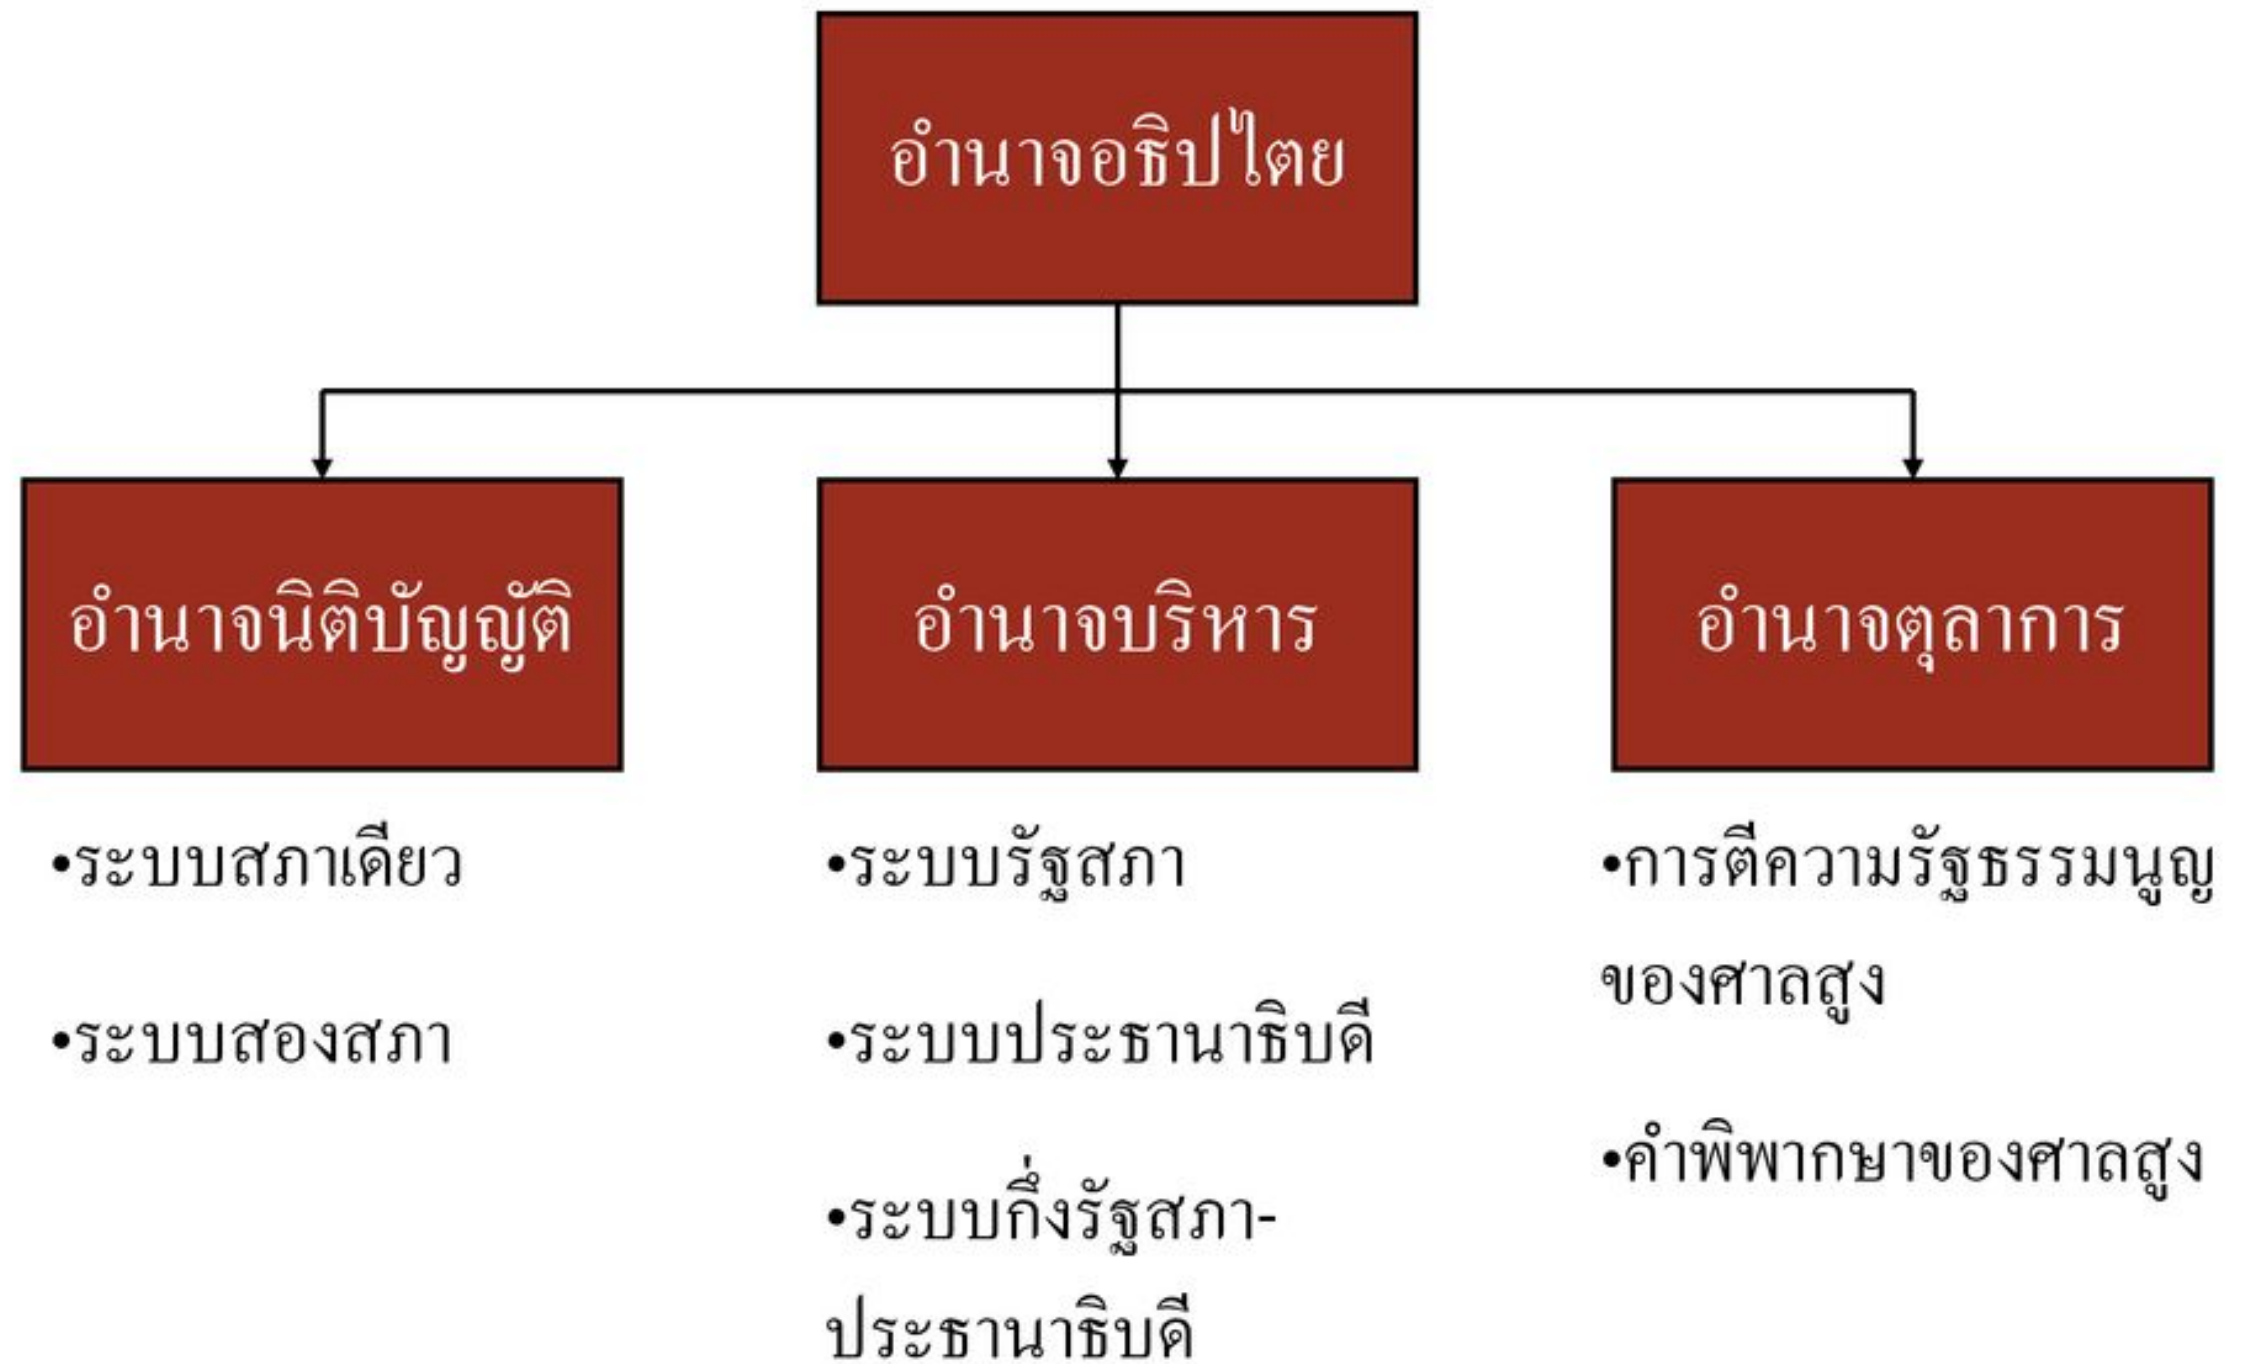 อำนาจอธิปไตย
อำนาจนิติบัญญัติ
•ระบบสภาเดียว
•ระบบสองสภา
อำนาจบริหาร
•ระบบรัฐสภา
•ระบบประธานาธิบดี
•ระบบกึ่งรัฐสภา-
ประธานาธิบดี
อำนาจตุลาการ
•การตีความรัฐธรรมนูญ
ของศาลสูง
•คำพิพากษาของศาลสูง